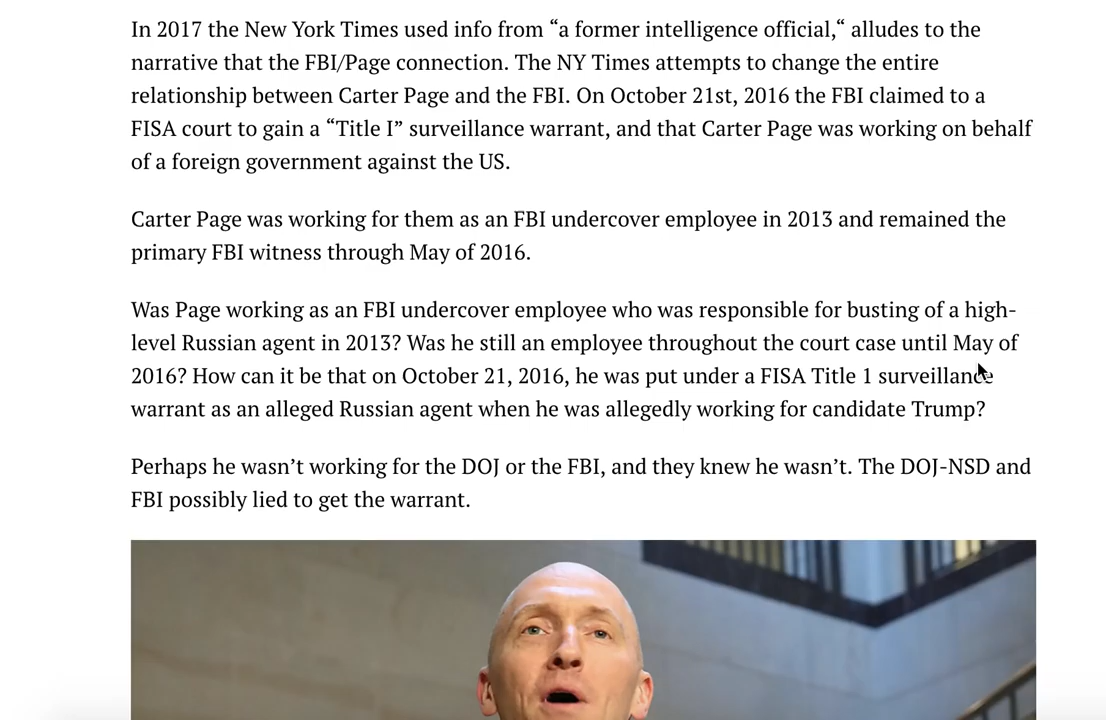 In 2017 the New York Times used info from “a former intelligence official,“ alludes to the
narrative that the FBI/Page connection. The NY Times attempts to change the entire
relationship between Carter Page and the FBI. On October 21st, 2016 the FBI claimed to a
FISA court to gain a “Title I” surveillance warrant, and that Carter Page was working on behalf
of a foreign government against the US.
Carter Page was working for them as an FBI undercover employee in 2013 and remained the
primary FBI witness through May of 2016.
Was Page working as an FBI undercover employee who was responsible for busting of a high-
level Russian agent in 2013? Was he still an employee throughout the court case until May of
2016? How can it be that on October 21, 2016, he was put under a FISA Title 1 surveillance
warrant as an alleged Russian agent when he was allegedly working for candidate Trump?
Perhaps he wasn’t working for the DOJ or the FBI, and they knew he wasn’t. The DOJ-NSD and
FBI possibly lied to get the warrant.